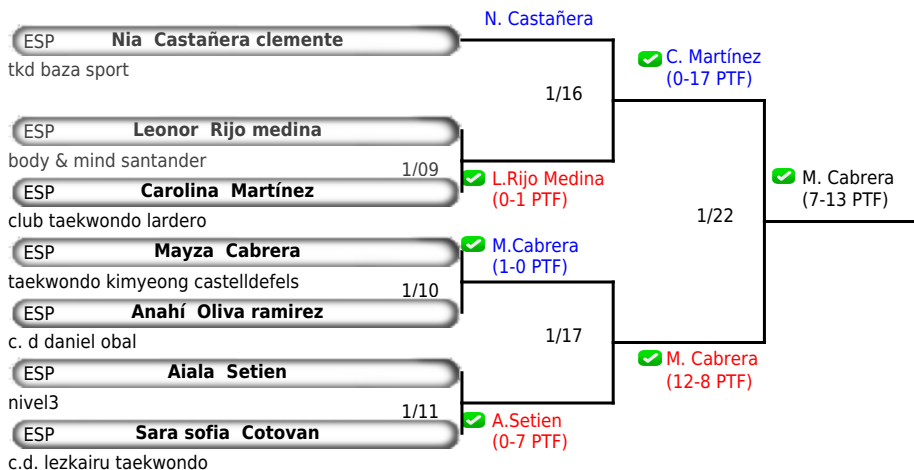 N. Castañera
ESP Nia Castañera clemente
tkd baza sport
C. Martínez
(0-17 PTF)
1/16
ESP Leonor Rijo medina
body & mind santander
1/09
L.Rijo Medina
(0-1 PTF)
ESP Carolina Martínez
club taekwondo lardero
M. Cabrera
(7-13 PTF)
1/22
ESP Mayza Cabrera
taekwondo kimyeong castelldefels
M.Cabrera
(1-0 PTF)
1/10
ESP Anahí Oliva ramirez
c. d daniel obal
1/17
M. Cabrera
(12-8 PTF)
ESP Aiala Setien
nivel3
1/11
A.Setien
(0-7 PTF)
ESP Sara sofia Cotovan
c.d. lezkairu taekwondo